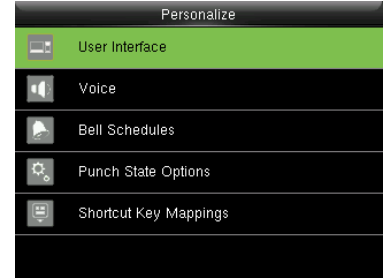 Personalize
User Interface
Voice
Bell Schedules
Punch State Options
Shortcut Key Mappings